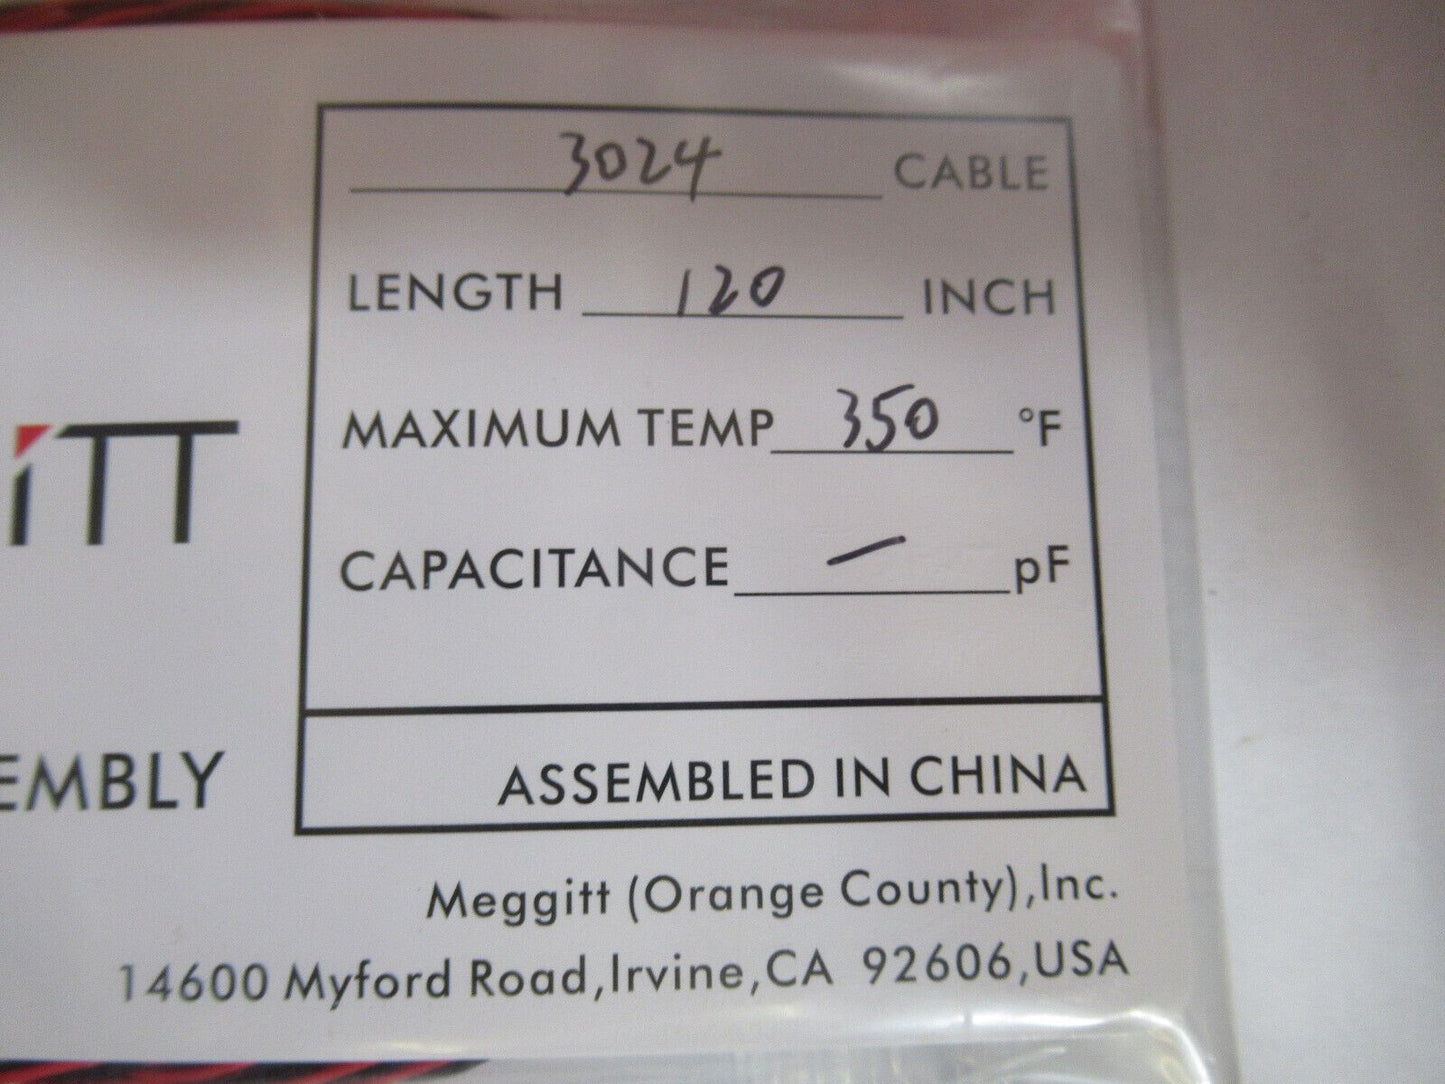 3024 CABLE
LENGTH 120 INCH
MAXIMUM TEMP 350 °F
iTT
CAPACITANCE — pF
EMBLY
ASSEMBLED IN CHINA
Meggitt (Orange County),Inc.
14600 Myford Road,Irvine,CA 92606,USA